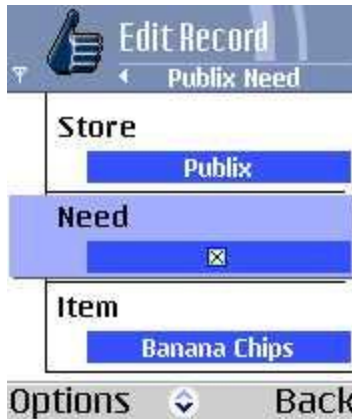 Edit Record
Publix Need
Store
Publix
Need
Item
Banana Chips
Options Back